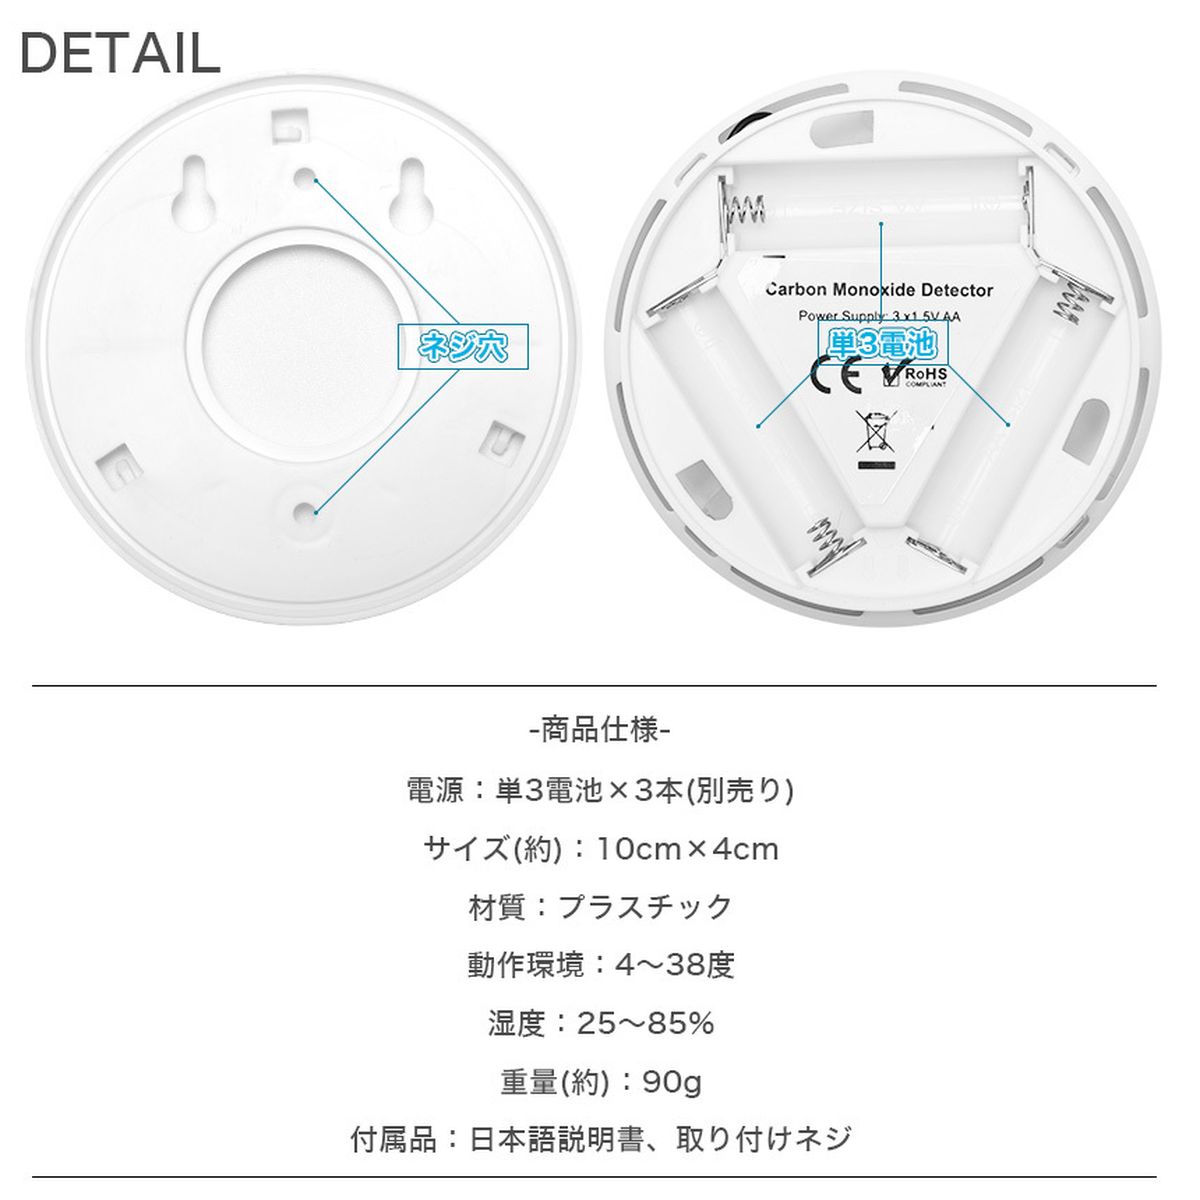 DETAIL
ネジ穴
Carbon Monoxide Detector
Power Supply: 3 x1.5V AA
単3電池
CE
RoHS
COMPLIANT
-商品仕様-
電源：単3電池×3本(別売り)
サイズ(約)：10cm×4cm
材質：プラスチック
動作環境：4〜38度
湿度：25〜85%
重量(約)：90g
付属品：日本語説明書、取り付けネジ